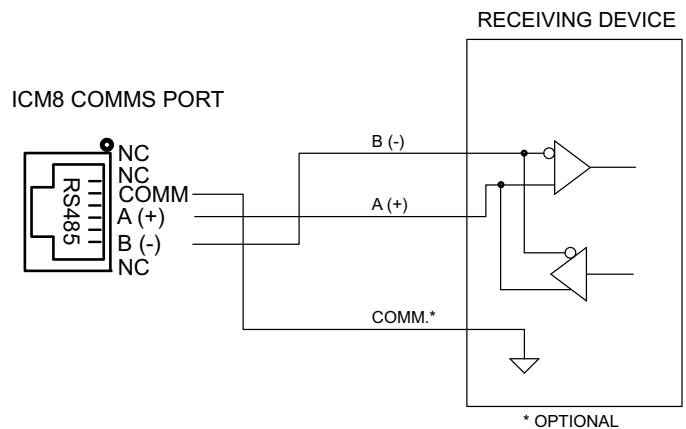 RECEIVING DEVICE
ICM8 COMMS PORT
NC
NC
COMM
A (+)
B (-)
NC
RS485
B (-)
A (+)
COMM.*
* OPTIONAL